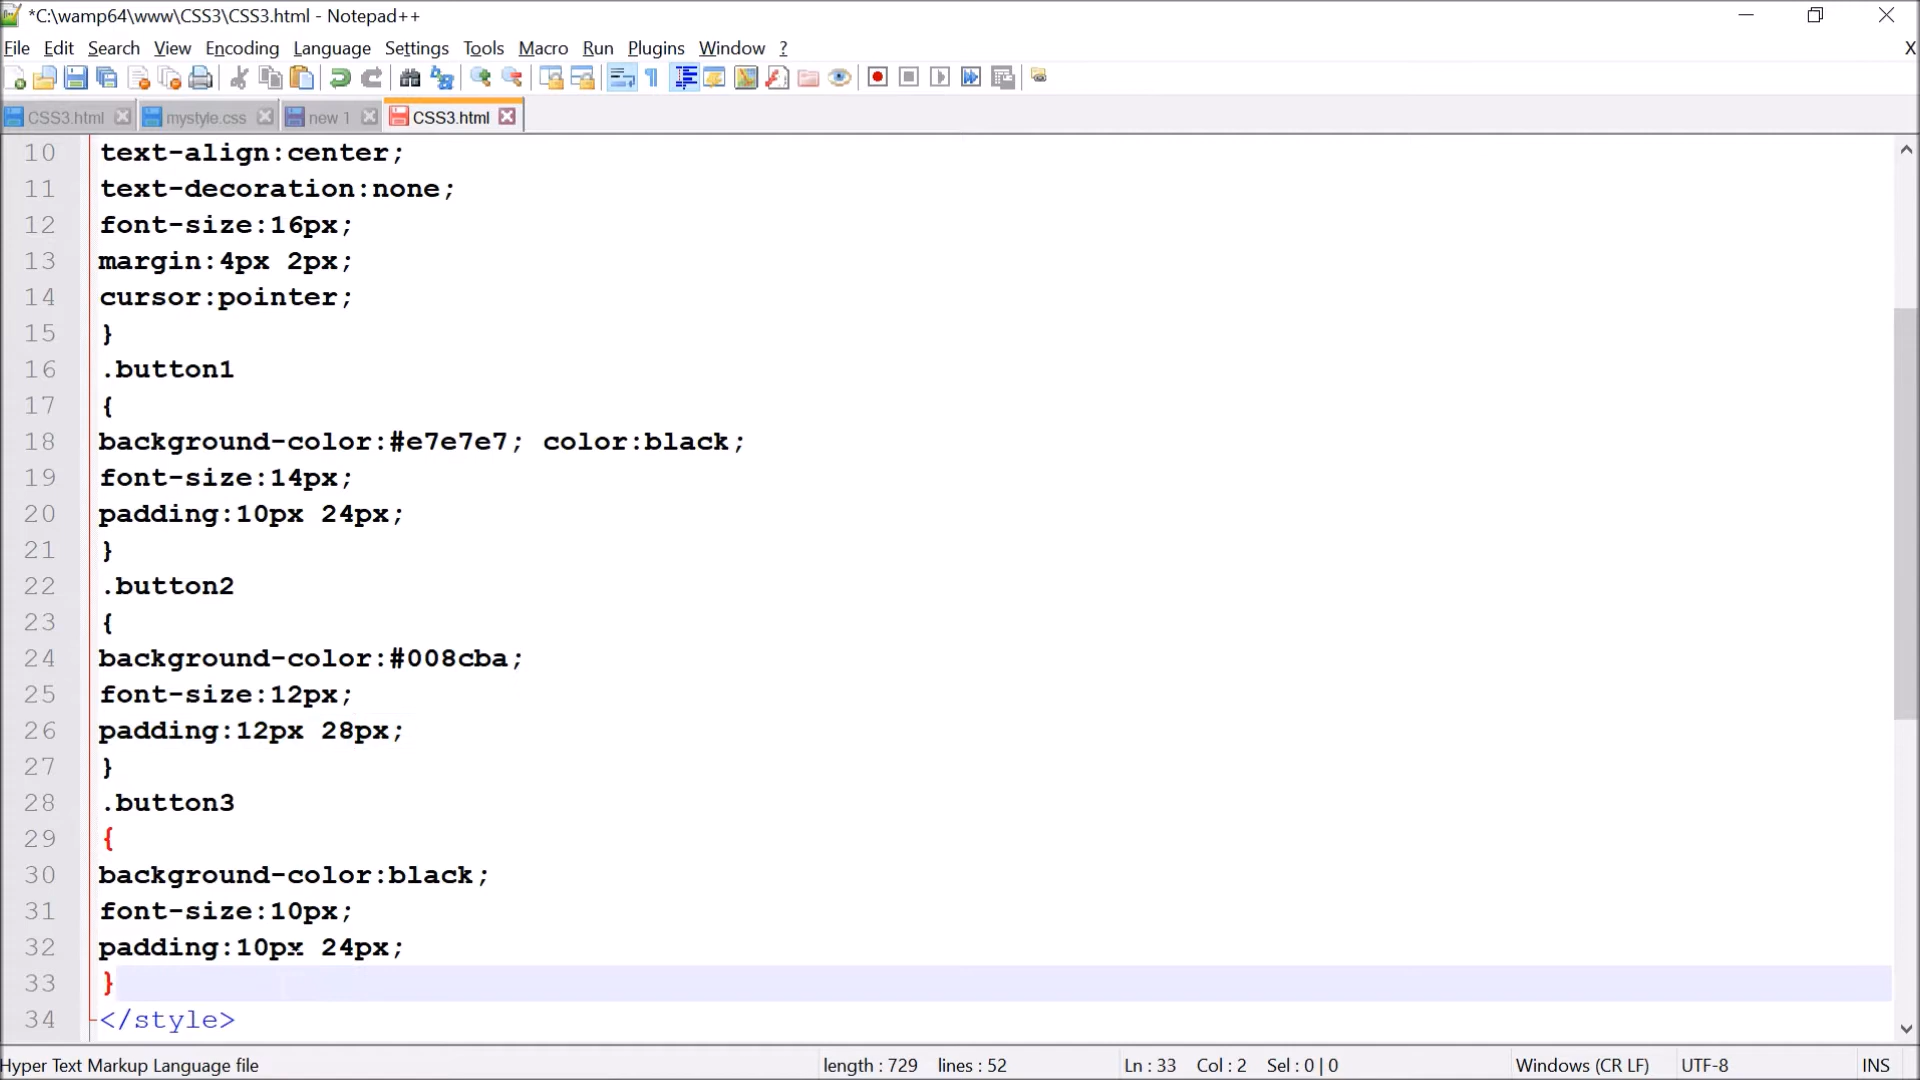 *C:\wamp64\www\CSS3\CSS3.html - Notepad++
File Edit Search View Encoding Language Settings Tools Macro Run Plugins Window ? X
CSS3.html mystyle.css new 1 CSS3.html
10 text-align:center;
11 text-decoration:none;
12 font-size:16px;
13 margin:4px 2px;
14 cursor:pointer;
15 }
16 .button1
17 {
18 background-color:#e7e7e7; color:black;
19 font-size:14px;
20 padding:10px 24px;
21 }
22 .button2
23 {
24 background-color:#008cba;
25 font-size:12px;
26 padding:12px 28px;
27 }
28 .button3
29 {
30 background-color:black;
31 font-size:10px;
32 padding:10px 24px;
33 }
34 </style>
Hyper Text Markup Language file length : 729 lines : 52 Ln : 33 Col : 2 Sel : 0 | 0 Windows (CR LF) UTF-8 INS